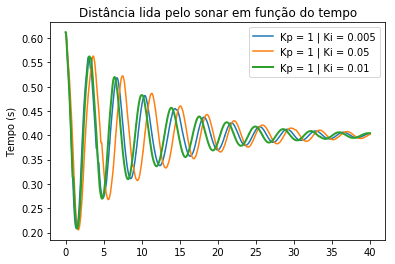 Distância lida pelo sonar em função do tempo
Kp = 1 | Ki = 0.005
Kp = 1 | Ki = 0.05
Kp = 1 | Ki = 0.01
Tempo (s)
0.60
0.55
0.50
0.45
0.40
0.35
0.30
0.25
0.20
0 5 10 15 20 25 30 35 40